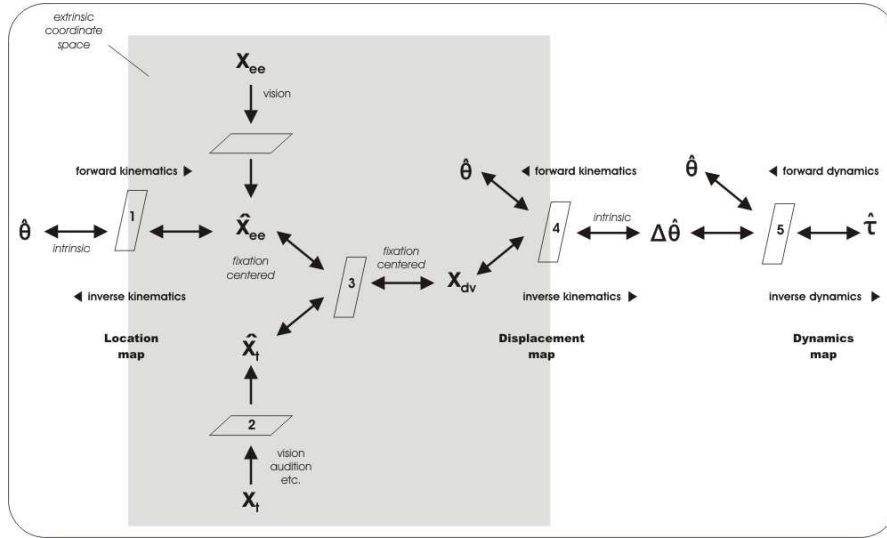 extrinsic
coordinate
space
X_ee
vision
forward kinematics ►
◄ forward kinematics
◄ forward dynamics
θ̂
θ̂
1
4
5
θ̂
intrinsic
X̂_ee
fixation
centered
fixation
centered
intrinsic
Δθ̂
τ̂
3
X_dv
◄ inverse kinematics
inverse kinematics ►
inverse dynamics ►
Location
map
X̂_t
Displacement
map
Dynamics
map
2
vision
audition
etc.
X_t